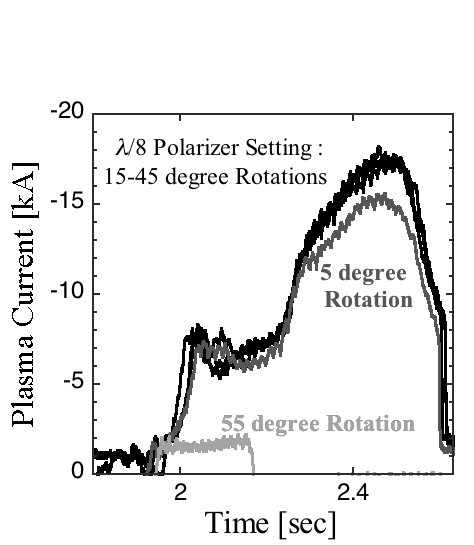 -20
λ/8 Polarizer Setting :
15-45 degree Rotations
-15
Plasma Current [kA]
5 degree
Rotation
-10
-5
55 degree Rotation
0
2
2.4
Time [sec]